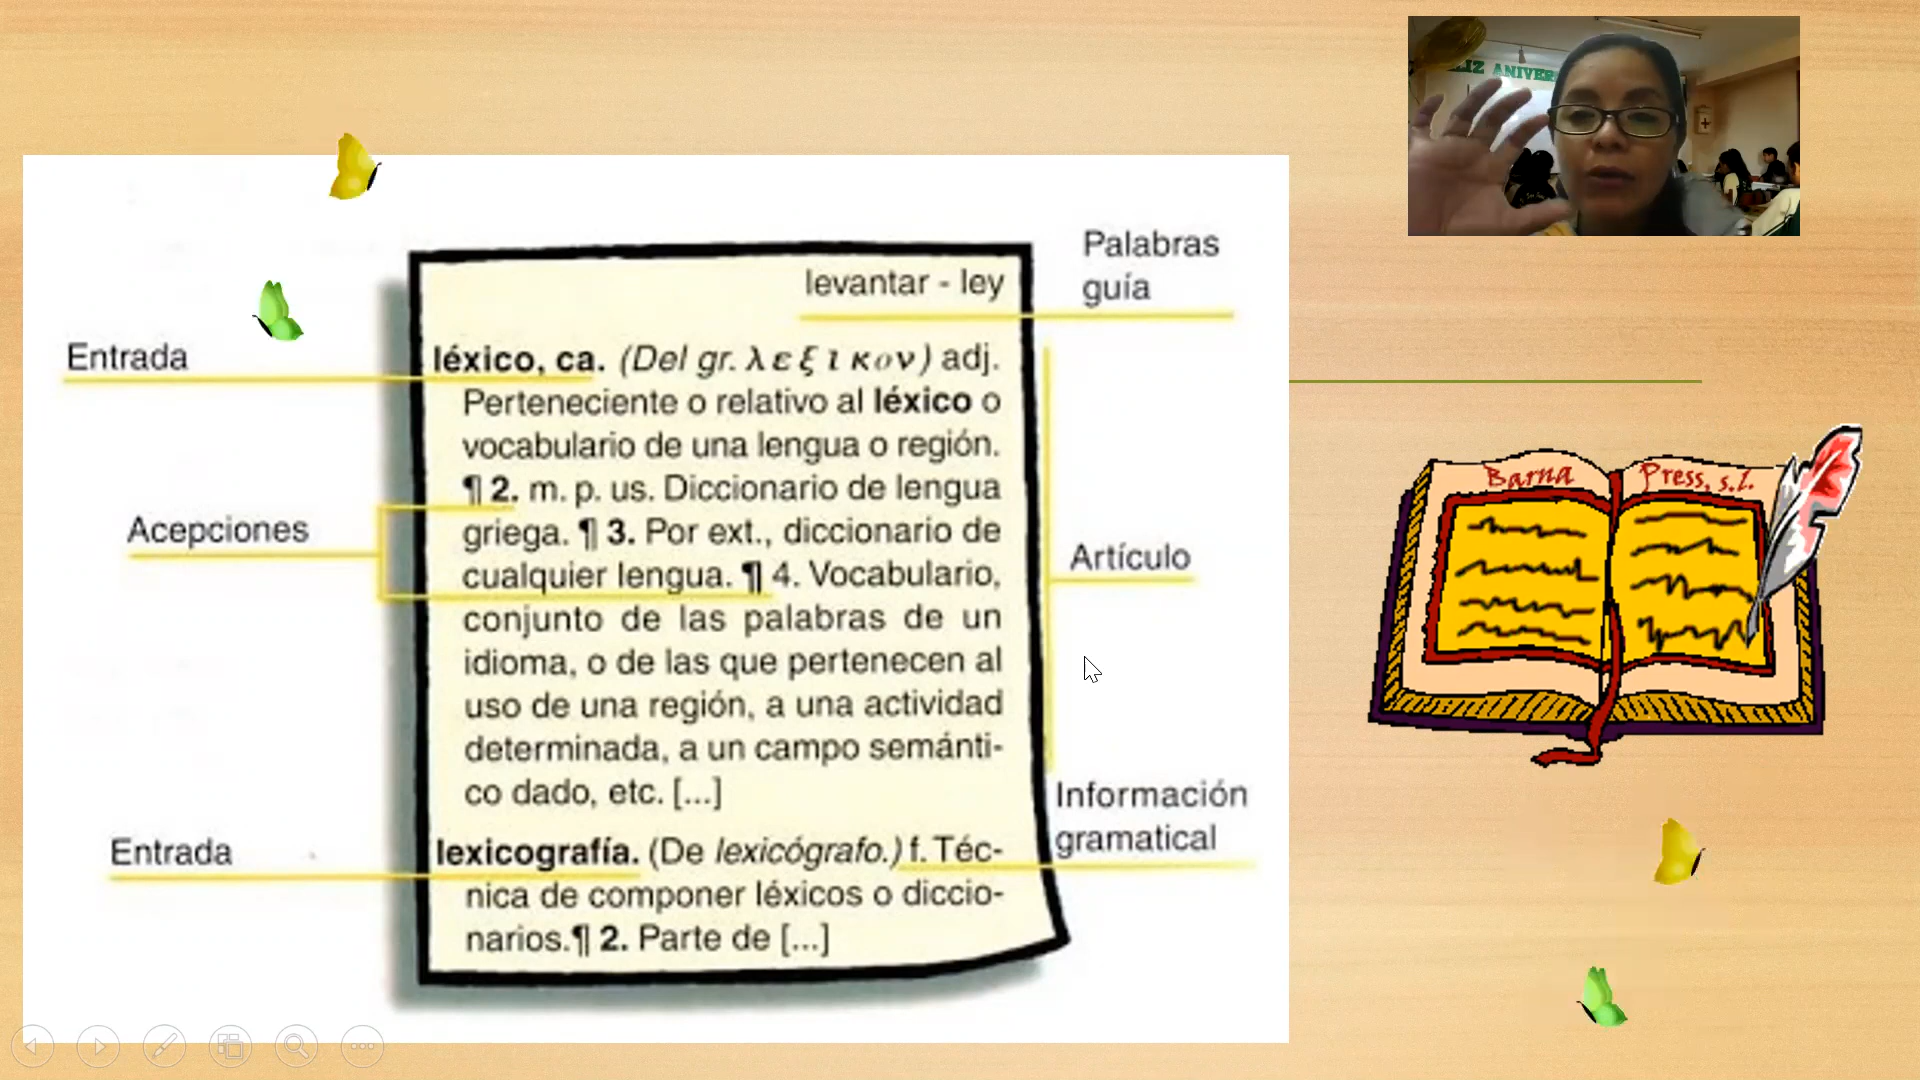 LIZ ANIVER
Palabras
guía
levantar - ley
Entrada
léxico, ca. (Del gr. λεξικον) adj.
Perteneciente o relativo al léxico o
vocabulario de una lengua o región.
¶ 2. m. p. us. Diccionario de lengua
griega. ¶ 3. Por ext., diccionario de
cualquier lengua. ¶ 4. Vocabulario,
conjunto de las palabras de un
idioma, o de las que pertenecen al
uso de una región, a una actividad
determinada, a un campo semánti-
co dado, etc. [...]
Acepciones
Artículo
Información
gramatical
Entrada
lexicografía. (De lexicógrafo.) f. Téc-
nica de componer léxicos o diccio-
narios.¶ 2. Parte de [...]
Barna Press, s.l.